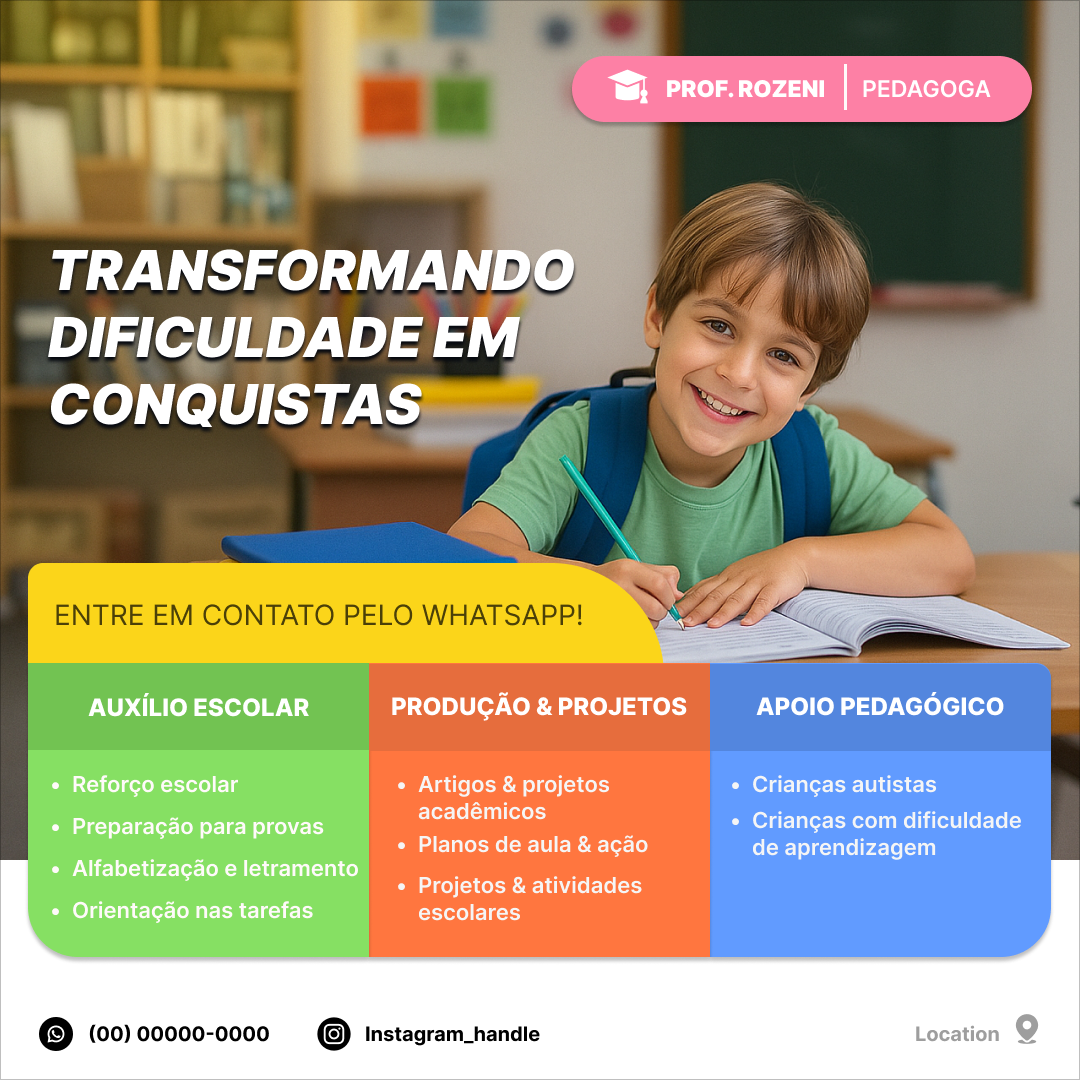 PROF. ROZENI | PEDAGOGA
TRANSFORMANDO
DIFICULDADE EM
CONQUISTAS
ENTRE EM CONTATO PELO WHATSAPP!
AUXÍLIO ESCOLAR
• Reforço escolar
• Preparação para provas
• Alfabetização e letramento
• Orientação nas tarefas
PRODUÇÃO & PROJETOS
• Artigos & projetos
acadêmicos
• Planos de aula & ação
• Projetos & atividades
escolares
APOIO PEDAGÓGICO
• Crianças autistas
• Crianças com dificuldade
de aprendizagem
(00) 00000-0000
Instagram_handle
Location